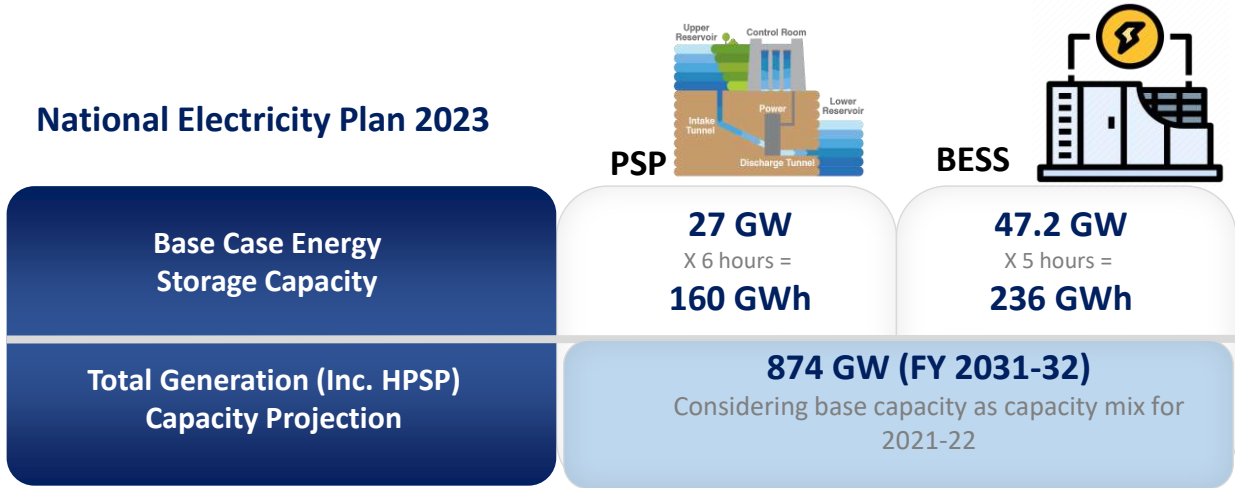 National Electricity Plan 2023
Upper
Reservoir
Control Room
Power
Lower
Reservoir
Intake
Tunnel
Discharge Tunnel
PSP
BESS
Base Case Energy
Storage Capacity
27 GW
X 6 hours =
160 GWh
47.2 GW
X 5 hours =
236 GWh
Total Generation (Inc. HPSP)
Capacity Projection
874 GW (FY 2031-32)
Considering base capacity as capacity mix for
2021-22